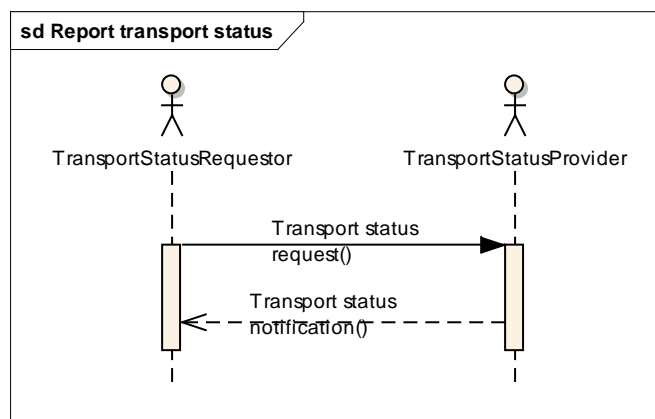 sd Report transport status
TransportStatusRequestor
TransportStatusProvider
Transport status
request()
Transport status
notification()